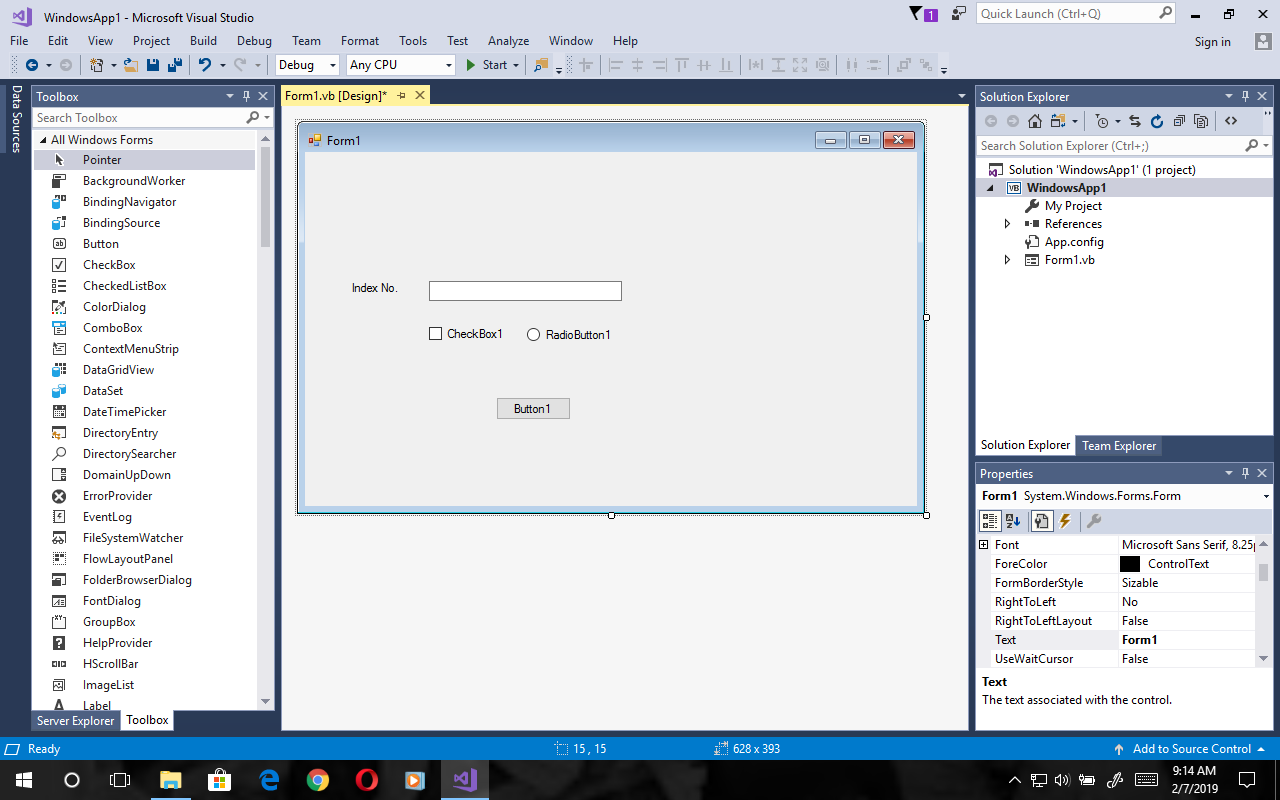 WindowsApp1 - Microsoft Visual Studio
1
Quick Launch (Ctrl+Q)
File Edit View Project Build Debug Team Format Tools Test Analyze Window Help
Sign in
Debug Any CPU Start
Data Sources
Toolbox
Search Toolbox
All Windows Forms
Pointer
BackgroundWorker
BindingNavigator
BindingSource
Button
CheckBox
CheckedListBox
ColorDialog
ComboBox
ContextMenuStrip
DataGridView
DataSet
DateTimePicker
DirectoryEntry
DirectorySearcher
DomainUpDown
ErrorProvider
EventLog
FileSystemWatcher
FlowLayoutPanel
FolderBrowserDialog
FontDialog
GroupBox
HelpProvider
HScrollBar
ImageList
Label
Server Explorer Toolbox
Form1.vb [Design]*
Form1
Index No.
CheckBox1 RadioButton1
Button1
Solution Explorer
Search Solution Explorer (Ctrl+;)
Solution 'WindowsApp1' (1 project)
VB WindowsApp1
My Project
References
App.config
Form1.vb
Solution Explorer Team Explorer
Properties
Form1 System.Windows.Forms.Form
Font Microsoft Sans Serif, 8.25p
ForeColor ControlText
FormBorderStyle Sizable
RightToLeft No
RightToLeftLayout False
Text Form1
UseWaitCursor False
Text
The text associated with the control.
Ready 15 , 15 628 x 393 Add to Source Control
9:14 AM
2/7/2019